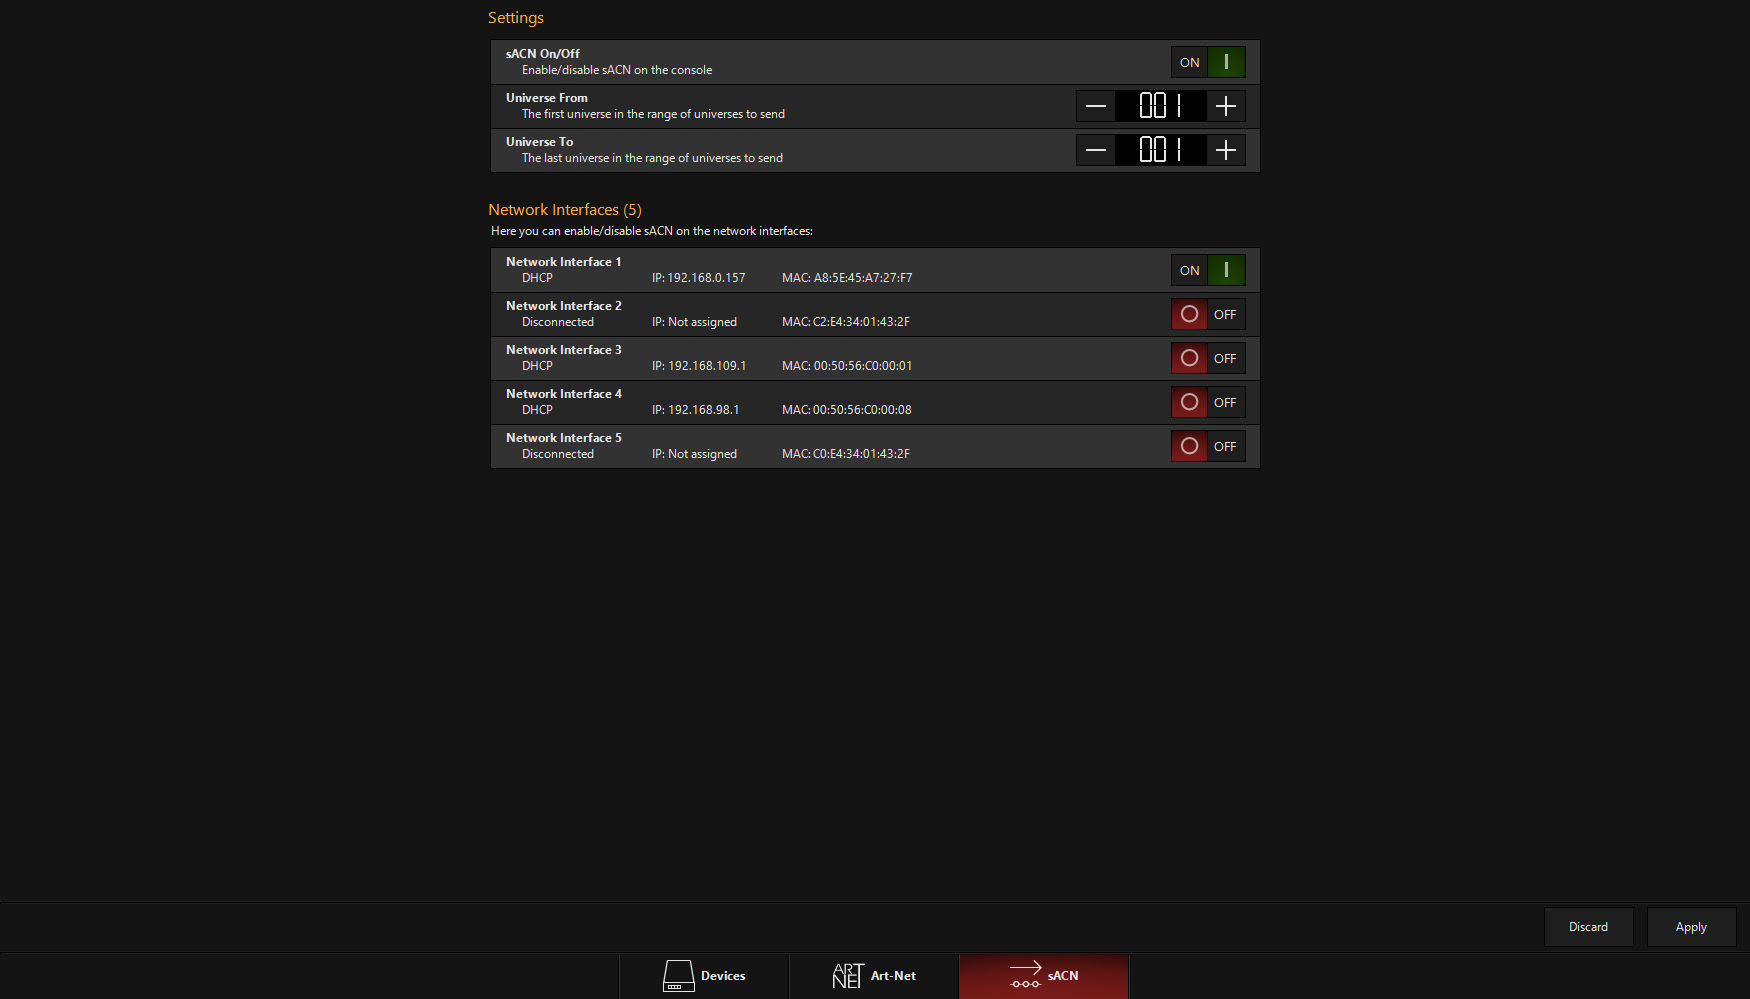 Settings
sACN On/Off
Enable/disable sACN on the console
ON
Universe From
The first universe in the range of universes to send
001
Universe To
The last universe in the range of universes to send
001
Network Interfaces (5)
Here you can enable/disable sACN on the network interfaces:
Network Interface 1
DHCP IP: 192.168.0.157 MAC: A8:5E:45:A7:27:F7
ON
Network Interface 2
Disconnected IP: Not assigned MAC: C2:E4:34:01:43:2F
OFF
Network Interface 3
DHCP IP: 192.168.109.1 MAC: 00:50:56:C0:00:01
OFF
Network Interface 4
DHCP IP: 192.168.98.1 MAC: 00:50:56:C0:00:08
OFF
Network Interface 5
Disconnected IP: Not assigned MAC: C0:E4:34:01:43:2F
OFF
Discard Apply
Devices ART NET Art-Net sACN